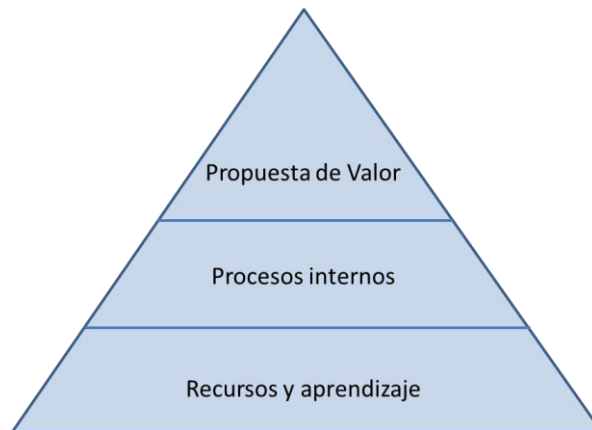 Propuesta de Valor
Procesos internos
Recursos y aprendizaje